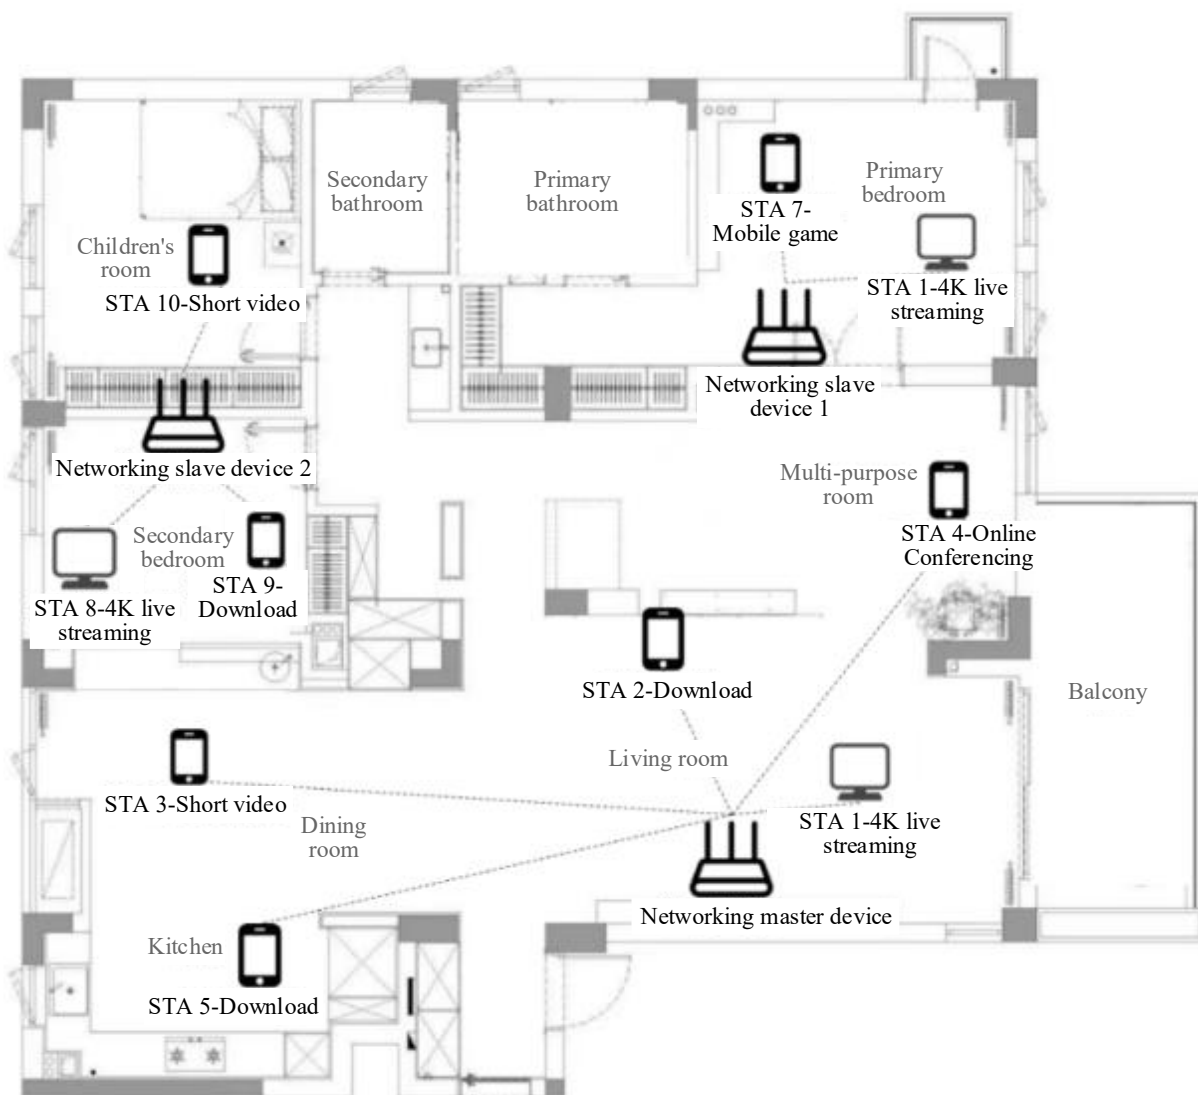 Secondary
bathroom
Primary
bathroom
STA 7-
Mobile game
Primary
bedroom
Children's
room
STA 10-Short video
STA 1-4K live
streaming
Networking slave
device 1
Networking slave device 2
Multi-purpose
room
STA 4-Online
Conferencing
Secondary
bedroom
STA 9-
Download
STA 8-4K live
streaming
STA 2-Download
Balcony
Living room
STA 3-Short video
Dining
room
STA 1-4K live
streaming
Networking master device
Kitchen
STA 5-Download